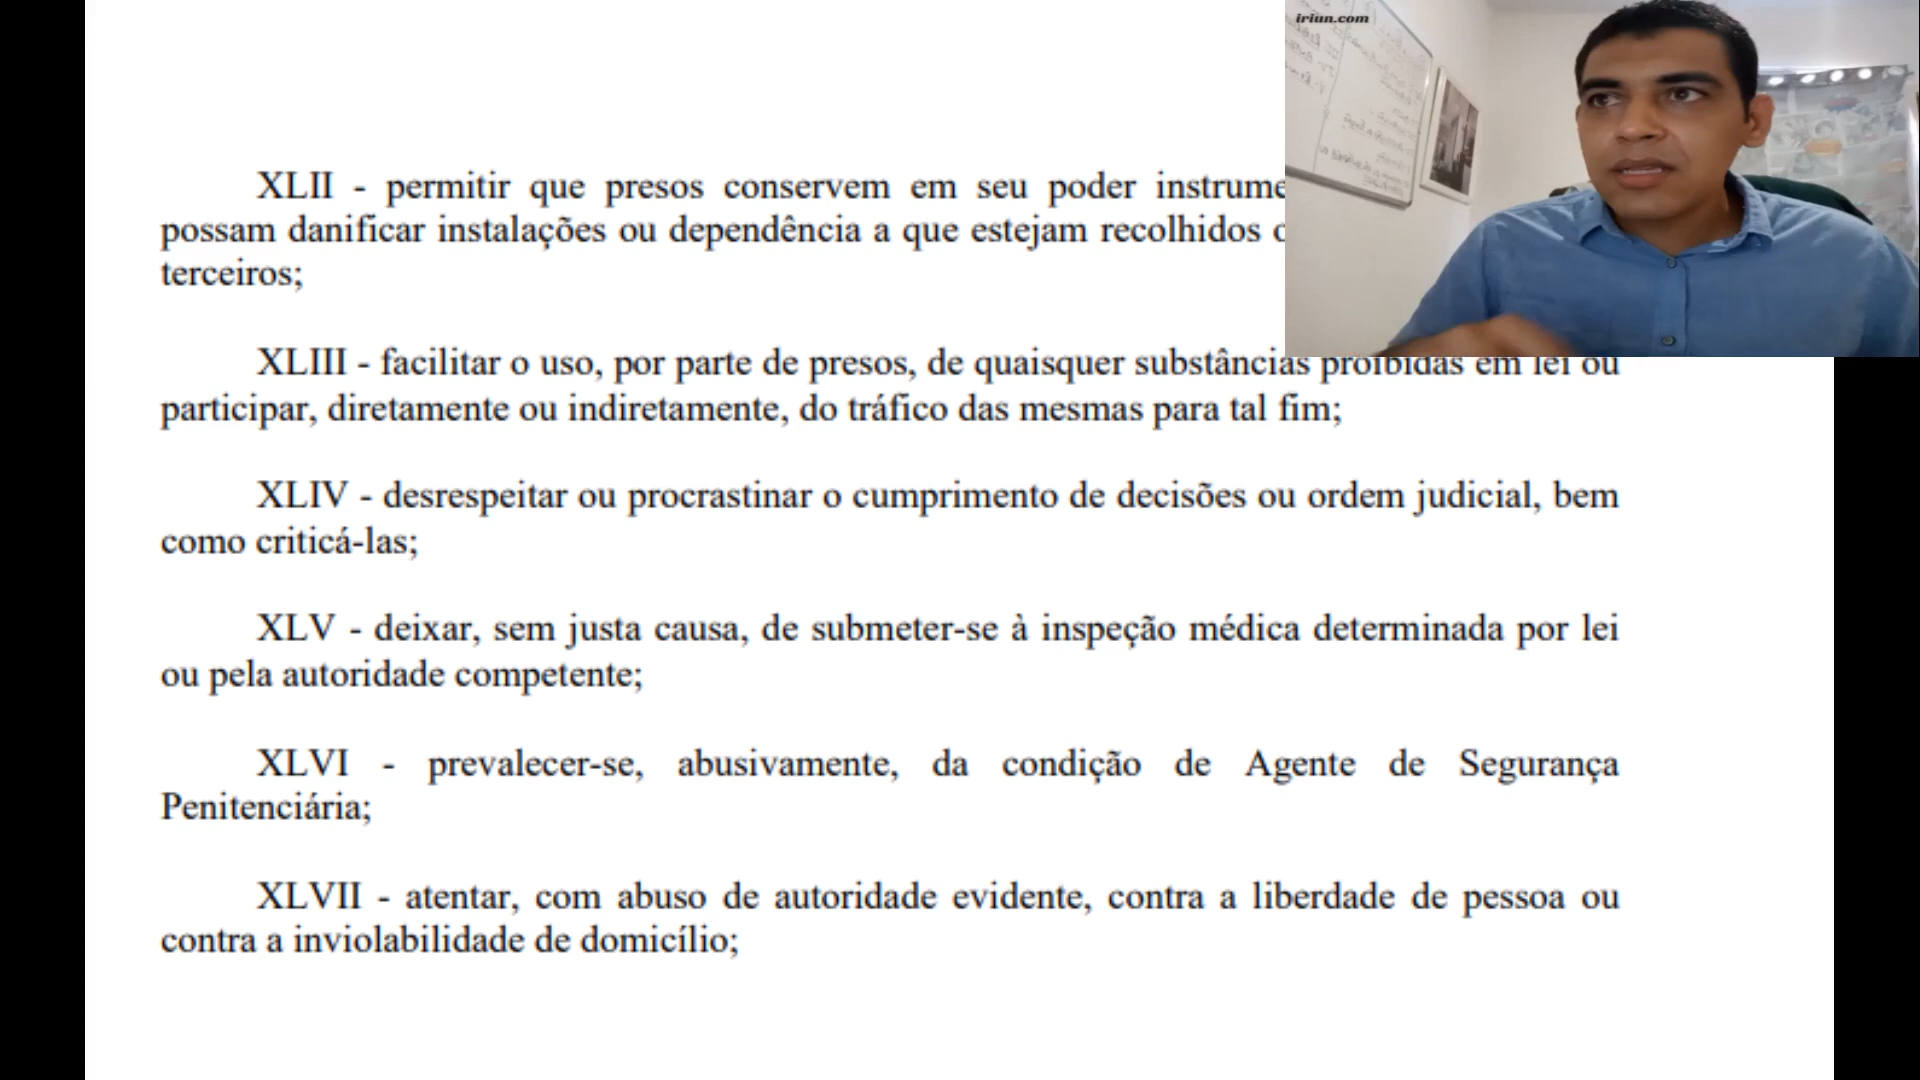 iriun.com
XLII - permitir que presos conservem em seu poder
possam danificar instalações ou dependência a que estejam recolhidos
terceiros;
XLIII - facilitar o uso, por parte de presos, de quaisquer substâncias proibidas em lei ou
participar, diretamente ou indiretamente, do tráfico das mesmas para tal fim;
XLIV - desrespeitar ou procrastinar o cumprimento de decisões ou ordem judicial, bem
como criticá-las;
XLV - deixar, sem justa causa, de submeter-se à inspeção médica determinada por lei
ou pela autoridade competente;
XLVI - prevalecer-se, abusivamente, da condição de Agente de Segurança
Penitenciária;
XLVII - atentar, com abuso de autoridade evidente, contra a liberdade de pessoa ou
contra a inviolabilidade de domicílio;